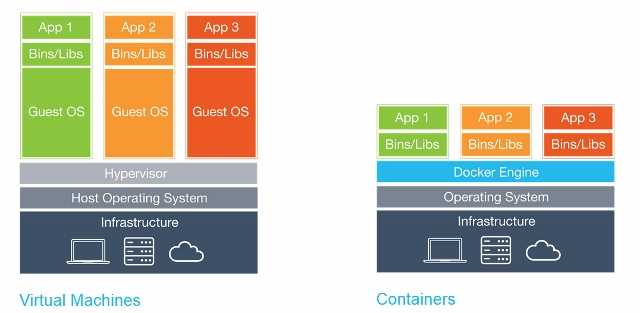 App 1
App 2
App 3
Bins/Libs
Bins/Libs
Bins/Libs
Guest OS
Guest OS
Guest OS
Hypervisor
Host Operating System
Infrastructure
Virtual Machines
App 1
App 2
App 3
Bins/Libs
Bins/Libs
Bins/Libs
Docker Engine
Operating System
Infrastructure
Containers